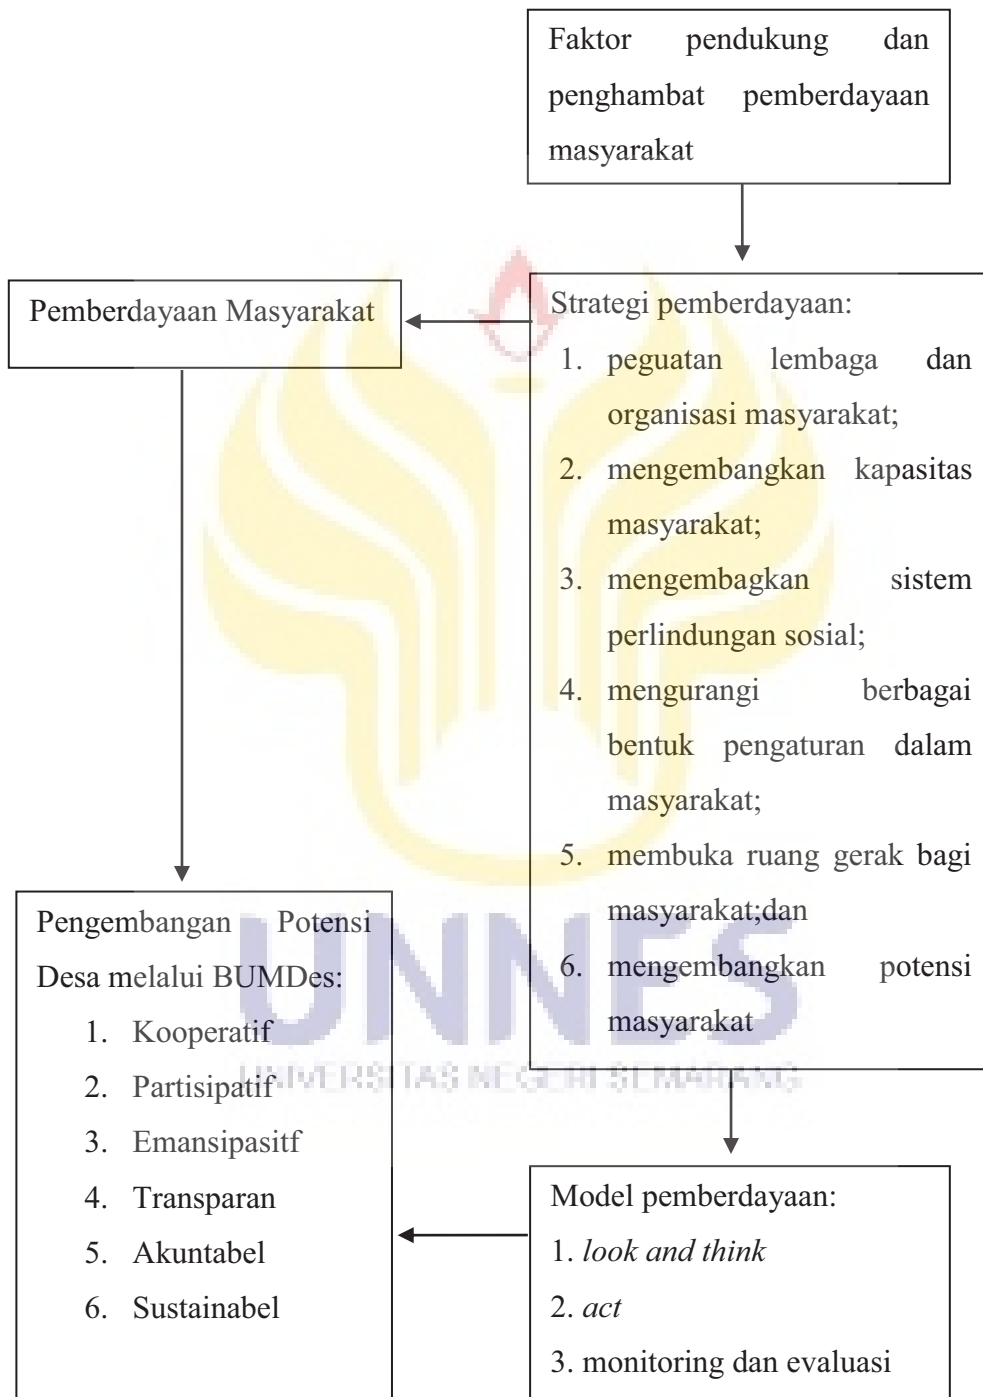 Faktor pendukung dan
penghambat pemberdayaan
masyarakat
Pemberdayaan Masyarakat
Strategi pemberdayaan:
1. peguatan lembaga dan
organisasi masyarakat;
2. mengembangkan kapasitas
masyarakat;
3. mengembagkan sistem
perlindungan sosial;
4. mengurangi berbagai
bentuk pengaturan dalam
masyarakat;
5. membuka ruang gerak bagi
masyarakat;dan
6. mengembangkan potensi
masyarakat
Pengembangan Potensi
Desa melalui BUMDes:
1. Kooperatif
2. Partisipatif
3. Emansipasitf
4. Transparan
5. Akuntabel
6. Sustainabel
Model pemberdayaan:
1. look and think
2. act
3. monitoring dan evaluasi
UNNES
UNIVERSITAS NEGERI SEMARANG